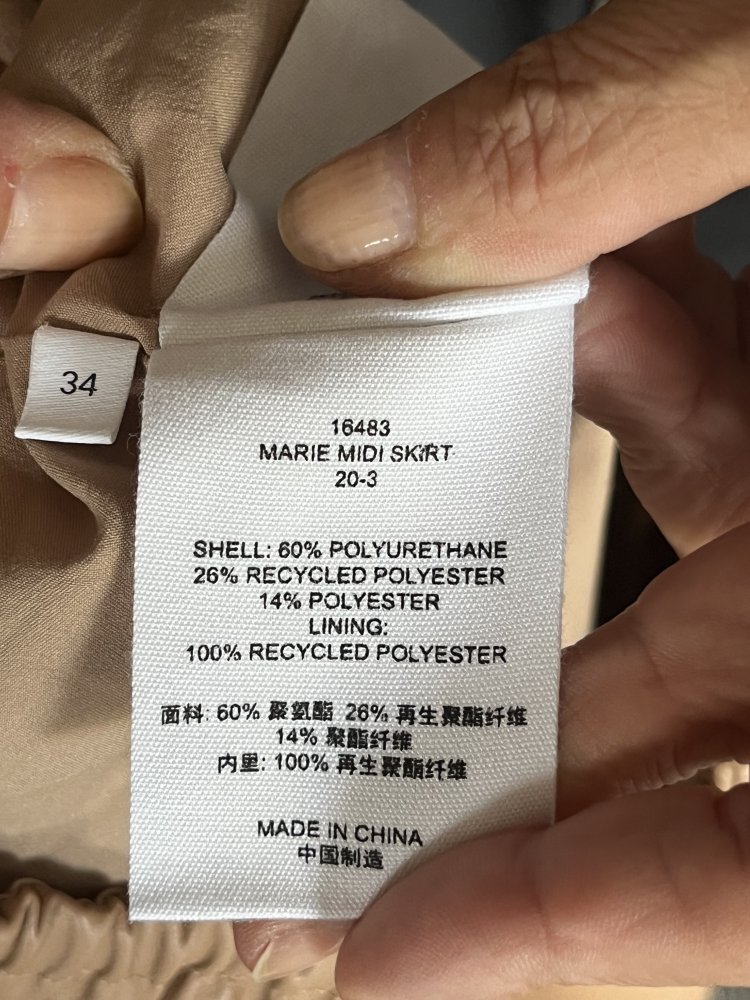 34
16483
MARIE MIDI SKIRT
20-3
SHELL: 60% POLYURETHANE
26% RECYCLED POLYESTER
14% POLYESTER
LINING:
100% RECYCLED POLYESTER
面料: 60% 聚氨酯 26% 再生聚酯纤维
14% 聚酯纤维
内里: 100% 再生聚酯纤维
MADE IN CHINA
中国制造